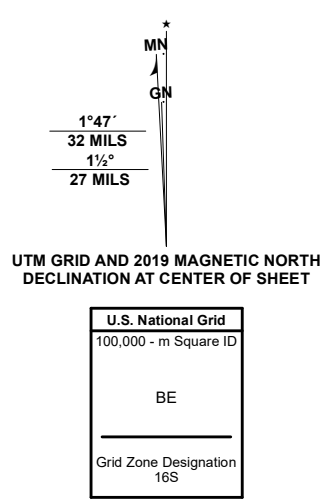 MN
GN
1°47´
32 MILS
1½°
27 MILS
UTM GRID AND 2019 MAGNETIC NORTH
DECLINATION AT CENTER OF SHEET
U.S. National Grid
100,000 - m Square ID
BE
Grid Zone Designation
16S